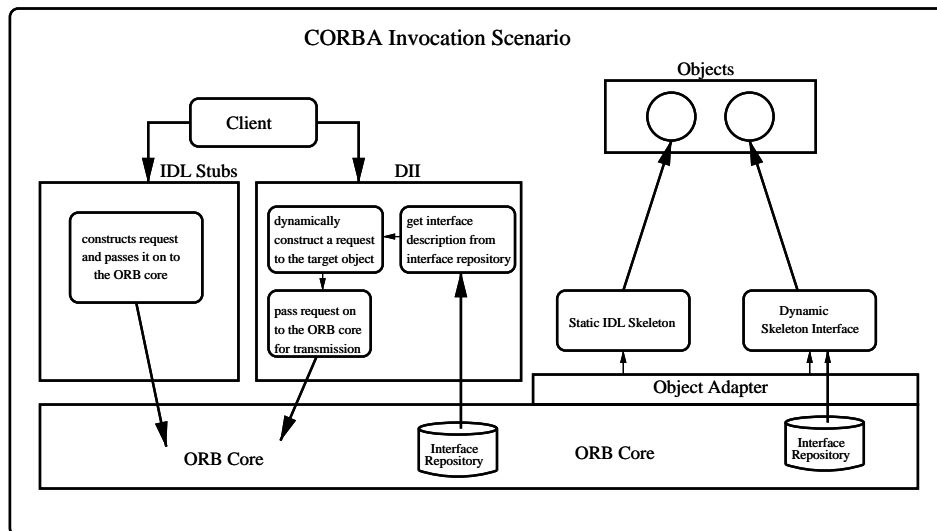 CORBA Invocation Scenario
Objects
Client
IDL Stubs
DII
constructs request
and passes it on to
the ORB core
dynamically
construct a request
to the target object
get interface
description from
interface repository
pass request on
to the ORB core
for transmission
Static IDL Skeleton
Dynamic
Skeleton Interface
Object Adapter
ORB Core
Interface
Repository
ORB Core
Interface
Repository